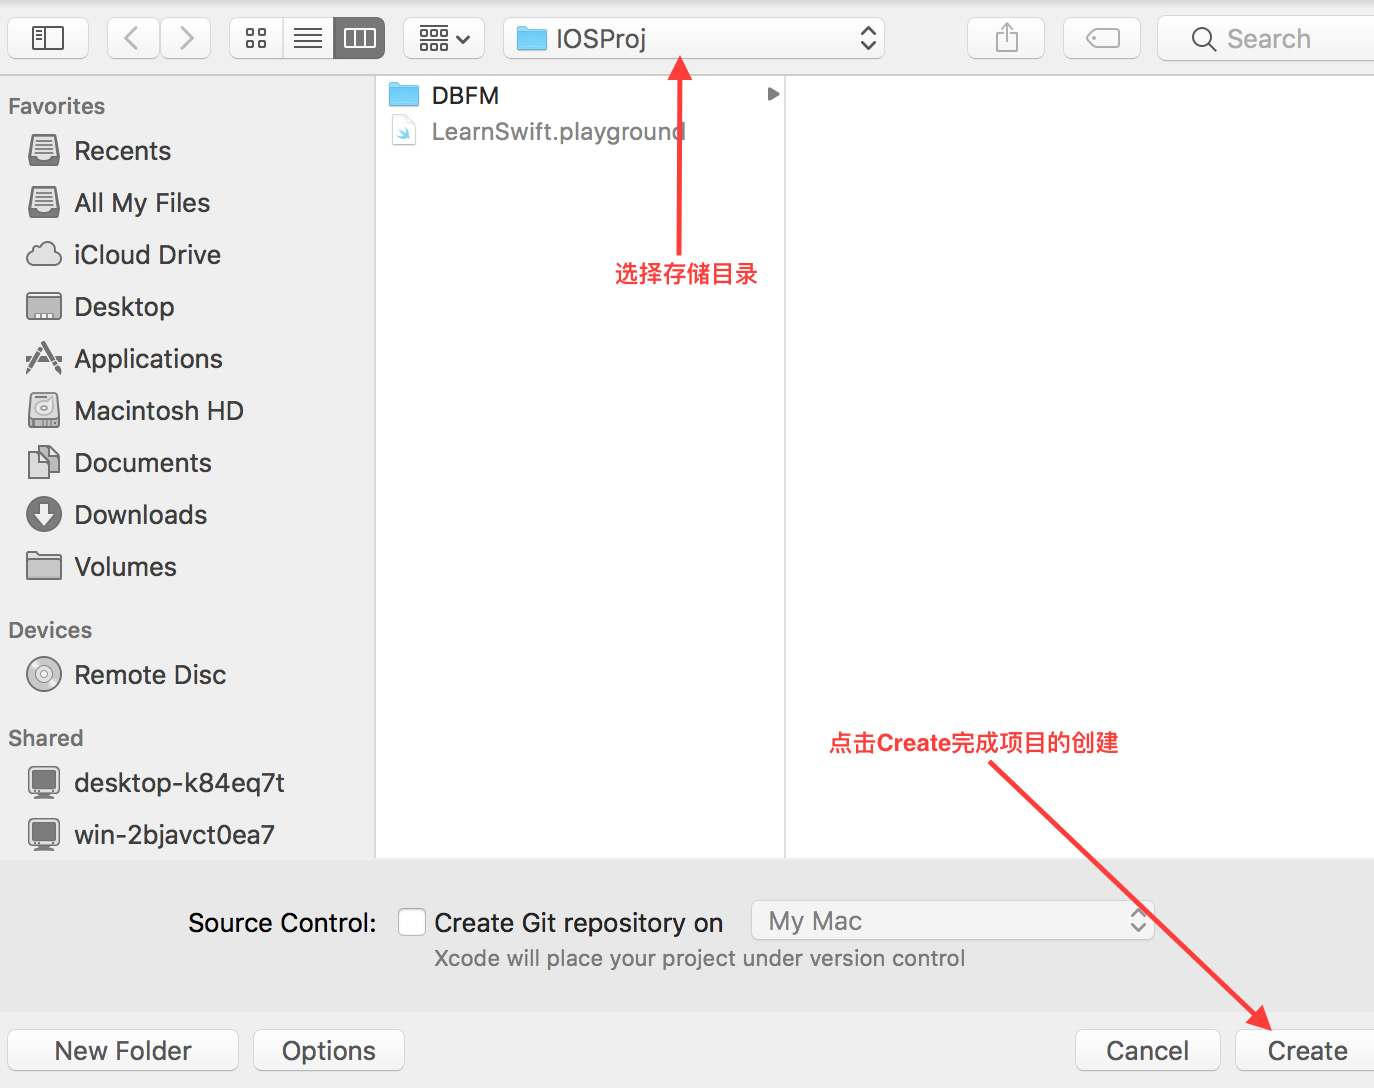 IOSProj
Search
Favorites
Recents
All My Files
iCloud Drive
Desktop
Applications
Macintosh HD
Documents
Downloads
Volumes
Devices
Remote Disc
Shared
desktop-k84eq7t
win-2bjavct0ea7
DBFM
LearnSwift.playground
选择存储目录
点击Create完成项目的创建
Source Control: Create Git repository on My Mac
Xcode will place your project under version control
New Folder Options Cancel Create